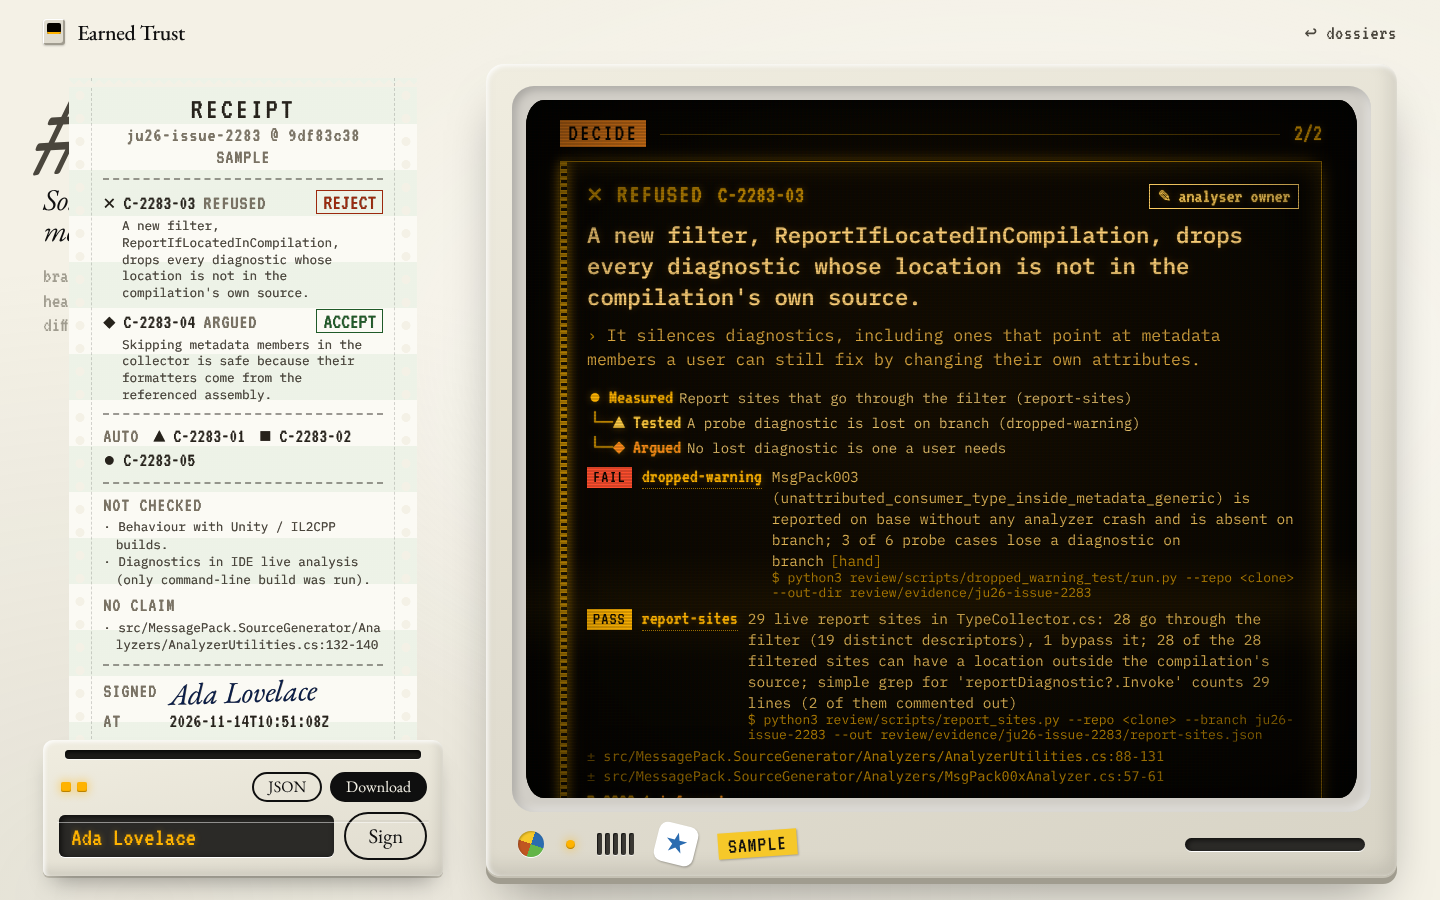 Earned Trust
↩ dossiers
#
So
mo
bra
hea
diff
RECEIPT
ju26-issue-2283 @ 9df83c38
SAMPLE
✕ C-2283-03 REFUSED REJECT
A new filter,
ReportIfLocatedInCompilation,
drops every diagnostic whose
location is not in the
compilation's own source.
◆ C-2283-04 ARGUED ACCEPT
Skipping metadata members in the
collector is safe because their
formatters come from the
referenced assembly.
AUTO ▲ C-2283-01 ■ C-2283-02
● C-2283-05
NOT CHECKED
· Behaviour with Unity / IL2CPP
builds.
· Diagnostics in IDE live analysis
(only command-line build was run).
NO CLAIM
· src/MessagePack.SourceGenerator/Ana
lyzers/AnalyzerUtilities.cs:132-140
SIGNED Ada Lovelace
AT 2026-11-14T10:51:08Z
JSON Download
Ada Lovelace Sign
DECIDE 2/2
✕ REFUSED C-2283-03 ✎ analyser owner
A new filter, ReportIfLocatedInCompilation, drops
every diagnostic whose location is not in the
compilation's own source.
› It silences diagnostics, including ones that point at metadata
members a user can still fix by changing their own attributes.
● Measured Report sites that go through the filter (report-sites)
└─▲ Tested A probe diagnostic is lost on branch (dropped-warning)
└─◆ Argued No lost diagnostic is one a user needs
FAIL dropped-warning MsgPack003
(unattributed_consumer_type_inside_metadata_generic) is
reported on base without any analyzer crash and is absent on
branch; 3 of 6 probe cases lose a diagnostic on
branch [hand]
$ python3 review/scripts/dropped_warning_test/run.py --repo <clone>
--out-dir review/evidence/ju26-issue-2283
PASS report-sites 29 live report sites in TypeCollector.cs: 28 go through the
filter (19 distinct descriptors), 1 bypass it; 28 of the 28
filtered sites can have a location outside the compilation's
source; simple grep for 'reportDiagnostic?.Invoke' counts 29
lines (2 of them commented out)
$ python3 review/scripts/report_sites.py --repo <clone> --branch ju26-
issue-2283 --out review/evidence/ju26-issue-2283/report-sites.json
± src/MessagePack.SourceGenerator/Analyzers/AnalyzerUtilities.cs:88-131
± src/MessagePack.SourceGenerator/Analyzers/MsgPack00xAnalyzer.cs:57-61
SAMPLE